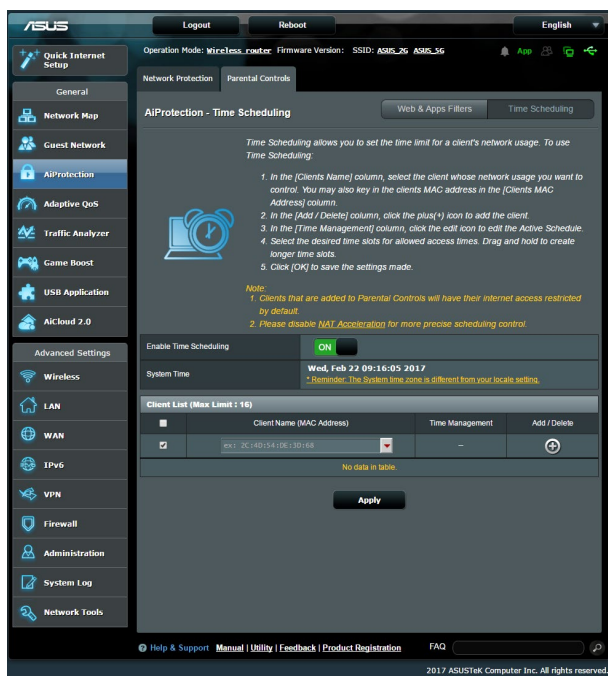 ASUS
Logout
Reboot
English
Quick Internet
Setup
Operation Mode: Wireless router Firmware Version: SSID: ASUS_2G ASUS_5G
App
General
Network Map
Guest Network
AiProtection
Adaptive QoS
Traffic Analyzer
Game Boost
USB Application
AiCloud 2.0
Advanced Settings
Wireless
LAN
WAN
IPv6
VPN
Firewall
Administration
System Log
Network Tools
Network Protection
Parental Controls
AiProtection - Time Scheduling
Web & Apps Filters
Time Scheduling
Time Scheduling allows you to set the time limit for a client's network usage. To use
Time Scheduling:
1. In the [Clients Name] column, select the client whose network usage you want to
control. You may also key in the clients MAC address in the [Clients MAC
Address] column.
2. In the [Add / Delete] column, click the plus(+) icon to add the client.
3. In the [Time Management] column, click the edit icon to edit the Active Schedule.
4. Select the desired time slots for allowed access times. Drag and hold to create
longer time slots.
5. Click [OK] to save the settings made.
Note:
1. Clients that are added to Parental Controls will have their internet access restricted
by default.
2. Please disable NAT Acceleration for more precise scheduling control.
Enable Time Scheduling
ON
System Time
Wed, Feb 22 09:16:05 2017
* Reminder: The System time zone is different from your locale setting.
Client List (Max Limit : 16)
Client Name (MAC Address)
Time Management
Add / Delete
ex: 2C:4D:54:DE:3D:68
–
No data in table.
Apply
Help & Support Manual | Utility | Feedback | Product Registration FAQ
2017 ASUSTeK Computer Inc. All rights reserved.